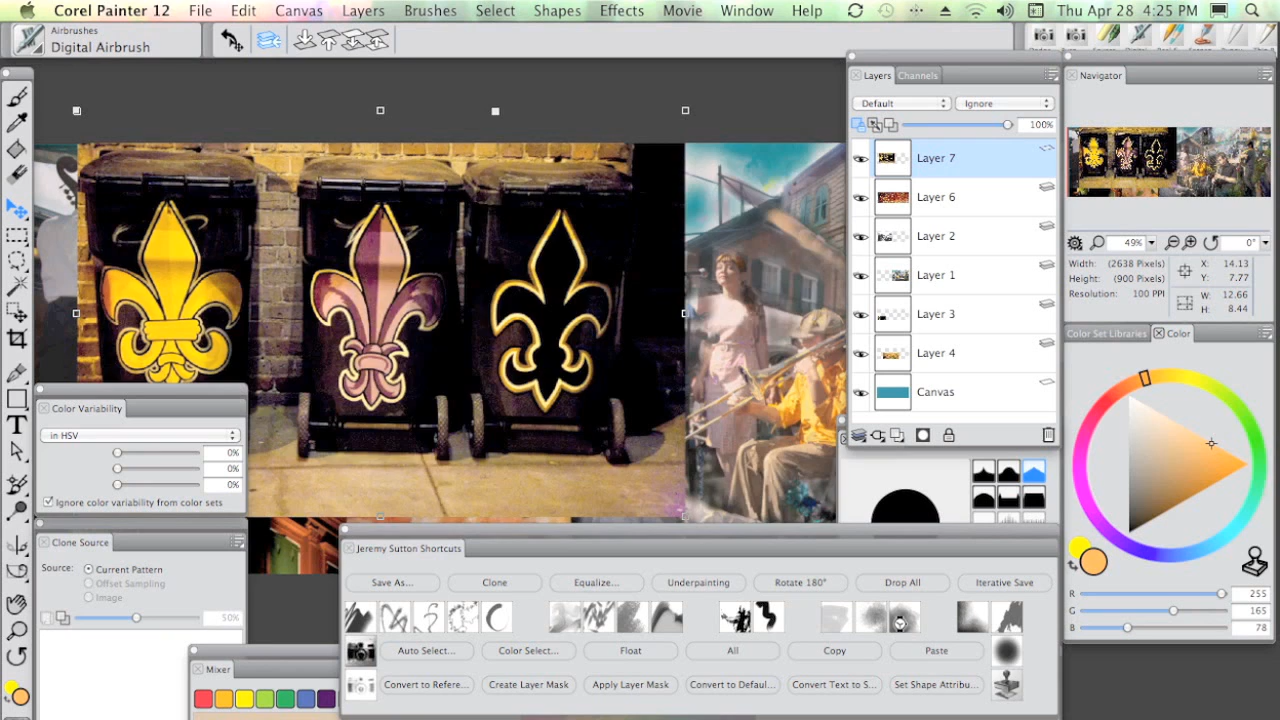 Corel Painter 12 File Edit Canvas Layers Brushes Select Shapes Effects Movie Window Help Thu Apr 28 4:25 PM
Airbrushes
Digital Airbrush
Layers Channels
Default Ignore
100%
Layer 7
Layer 6
Layer 2
Layer 1
Layer 3
Layer 4
Canvas
Navigator
49% 0°
Width: (2638 Pixels) X: 14.13
Height: (900 Pixels) Y: 7.77
Resolution: 100 PPI W: 12.66
H: 8.44
Color Set Libraries Color
R 255
G 165
B 78
T
Color Variability
in HSV
0%
0%
0%
Ignore color variability from color sets
Clone Source
Source: Current Pattern
Offset Sampling
Image
50%
Mixer
Jeremy Sutton Shortcuts
Save As... Clone Equalize... Underpainting Rotate 180° Drop All Iterative Save
Auto Select... Color Select... Float All Copy Paste
Convert to Refere... Create Layer Mask Apply Layer Mask Convert to Defaul... Convert Text to S... Set Shape Attribu...